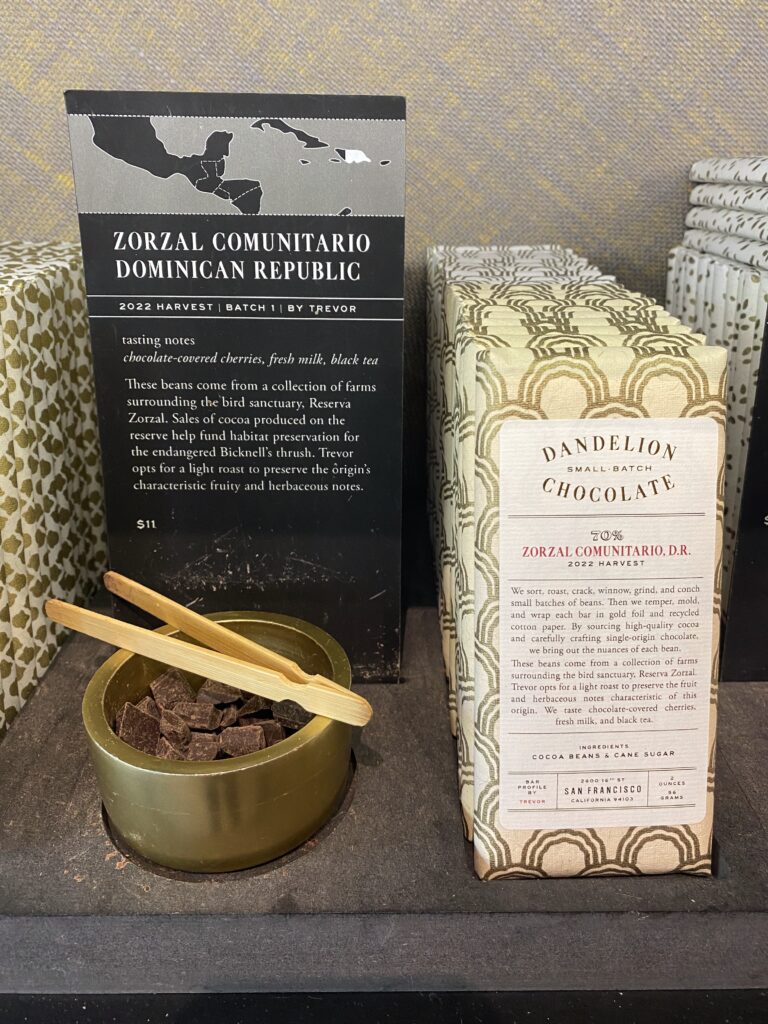 ZORZAL COMUNITARIO
DOMINICAN REPUBLIC
2022 HARVEST | BATCH 1 | BY TREVOR
tasting notes
chocolate-covered cherries, fresh milk, black tea
These beans come from a collection of farms
surrounding the bird sanctuary, Reserva
Zorzal. Sales of cocoa produced on the
reserve help fund habitat preservation for
the endangered Bicknell's thrush. Trevor
opts for a light roast to preserve the origin's
characteristic fruity and herbaceous notes.
$11
DANDELION
SMALL-BATCH
CHOCOLATE
70%
ZORZAL COMUNITARIO, D.R.
2022 HARVEST
We sort, roast, crack, winnow, grind, and conch
small batches of beans. Then we temper, mold,
and wrap each bar in gold foil and recycled
cotton paper. By sourcing high-quality cocoa
and carefully crafting single-origin chocolate,
we bring out the nuances of each bean.
These beans come from a collection of farms
surrounding the bird sanctuary, Reserva Zorzal.
Trevor opts for a light roast to preserve the fruit
and herbaceous notes characteristic of this
origin. We taste chocolate-covered cherries,
fresh milk, and black tea.
INGREDIENTS
COCOA BEANS & CANE SUGAR
BAR
PROFILE
BY
TREVOR
2600 16TH ST
SAN FRANCISCO
CALIFORNIA 94103
2
OUNCES
56
GRAMS
$